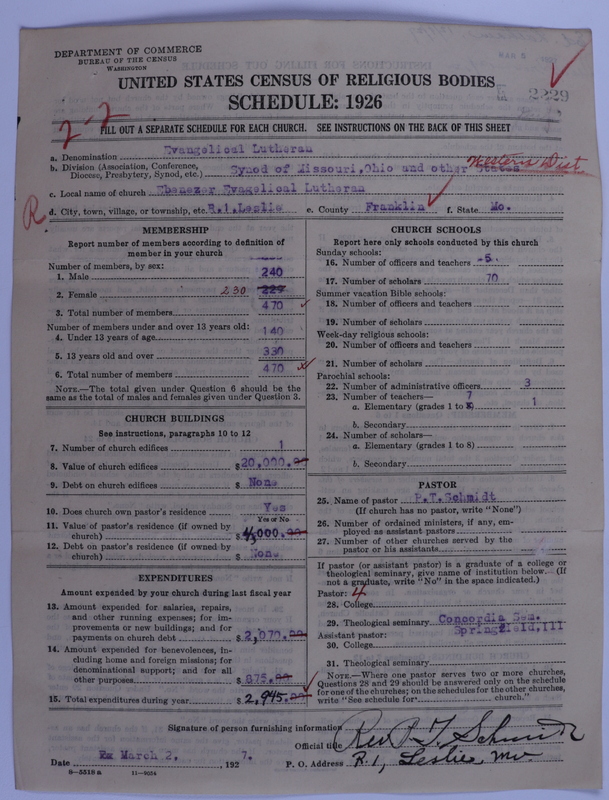 DEPARTMENT OF COMMERCE
BUREAU OF THE CENSUS
WASHINGTON
UNITED STATES CENSUS OF RELIGIOUS BODIES
SCHEDULE: 1926
2229
2-2
FILL OUT A SEPARATE SCHEDULE FOR EACH CHURCH. SEE INSTRUCTIONS ON THE BACK OF THIS SHEET
a. Denomination Evangelical Lutheran
b. Division (Association, Conference, Diocese, Presbytery, Synod, etc.) Synod of Missouri,Ohio and other States Western Dist.
c. Local name of church Ebenezer Evagelical Lutheran
R
d. City, town, village, or township, etc. R.1,Leslie e. County Franklin f. State Mo.
MEMBERSHIP
Report number of members according to definition of
member in your church
Number of members, by sex:
1. Male 240
2. Female 230 229
3. Total number of members 470
Number of members under and over 13 years old:
4. Under 13 years of age 140
5. 13 years old and over 330
6. Total number of members 470
NOTE.—The total given under Question 6 should be
the same as the total of males and females given under Question 3.
CHURCH BUILDINGS
See instructions, paragraphs 10 to 12
7. Number of church edifices 1
8. Value of church edifices $20,000.00
9. Debt on church edifices $ None
10. Does church own pastor's residence Yes
Yes or No
11. Value of pastor's residence (if owned by
church) $4,000.00
12. Debt on pastor's residence (if owned by
church) $ None
EXPENDITURES
Amount expended by your church during last fiscal year
13. Amount expended for salaries, repairs,
and other running expenses; for im-
provements or new buildings; and for
payments on church debt $2,070.00
14. Amount expended for benevolences, in-
cluding home and foreign missions; for
denominational support; and for all
other purposes $ 875.00
15. Total expenditures during year $2,945.00
CHURCH SCHOOLS
Report here only schools conducted by this church
Sunday schools:
16. Number of officers and teachers 5
17. Number of scholars 70
Summer vacation Bible schools:
18. Number of officers and teachers
19. Number of scholars
Week-day religious schools:
20. Number of officers and teachers
21. Number of scholars
Parochial schools:
22. Number of administrative officers 3
23. Number of teachers— 7
a. Elementary (grades 1 to 8) 1
b. Secondary
24. Number of scholars—
a. Elementary (grades 1 to 8)
b. Secondary
PASTOR
25. Name of pastor P.T.Schmidt
(If church has no pastor, write "None")
26. Number of ordained ministers, if any, em-
ployed as assistant pastors
27. Number of other churches served by the
pastor or his assistants
If pastor (or assistant pastor) is a graduate of a college or
theological seminary, give name of institution below. (If
not a graduate, write "No" in the space indicated.)
Pastor: 4
28. College
29. Theological seminary Concordia Sem.
Springfield,Ill
Assistant pastor:
30. College
31. Theological seminary
NOTE.—Where one pastor serves two or more churches,
Questions 28 and 29 should be answered only on the schedule
for one of the churches; on the schedules for the other churches,
write "See schedule for church."
Signature of person furnishing information Rev. P. T. Schmidt
Official title
Date March 2, 1927.
P. O. Address R. 1, Leslie, Mo.
8—5518 a 11—9054